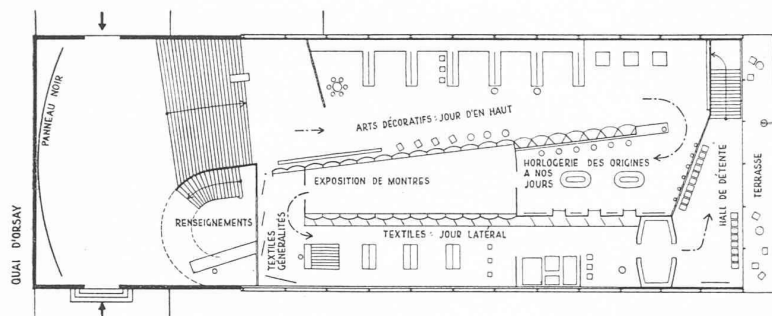 QUAI D'ORSAY
PANNEAU NOIR
RENSEIGNEMENTS
TEXTILES
GÉNÉRALITÉS
ARTS DÉCORATIFS : JOUR D'EN HAUT
EXPOSITION DE MONTRES
HORLOGERIE DES ORIGINES
A NOS
JOURS
TEXTILES : JOUR LATÉRAL
HALL DE DÉTENTE
TERRASSE